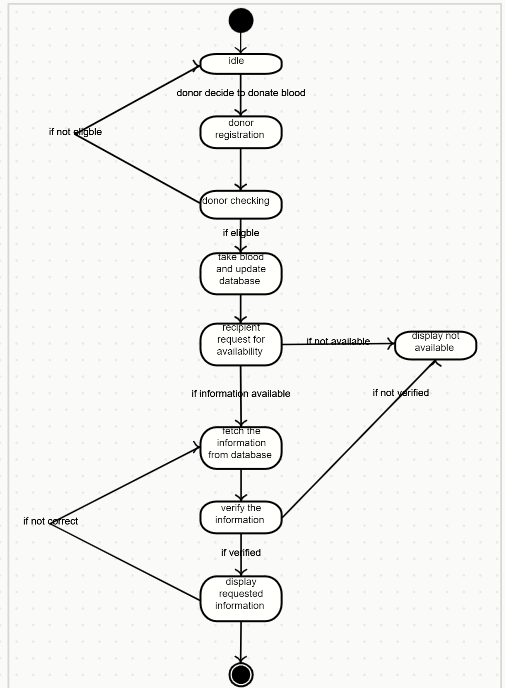 idle
donor decide to donate blood
donor
registration
if not eligble
donor checking
if eligble
take blood
and update
database
recipient
request for
availability
if not available
display not
available
if information available
if not verified
fetch the
information
from database
verify the
information
if not correct
if verified
display
requested
information